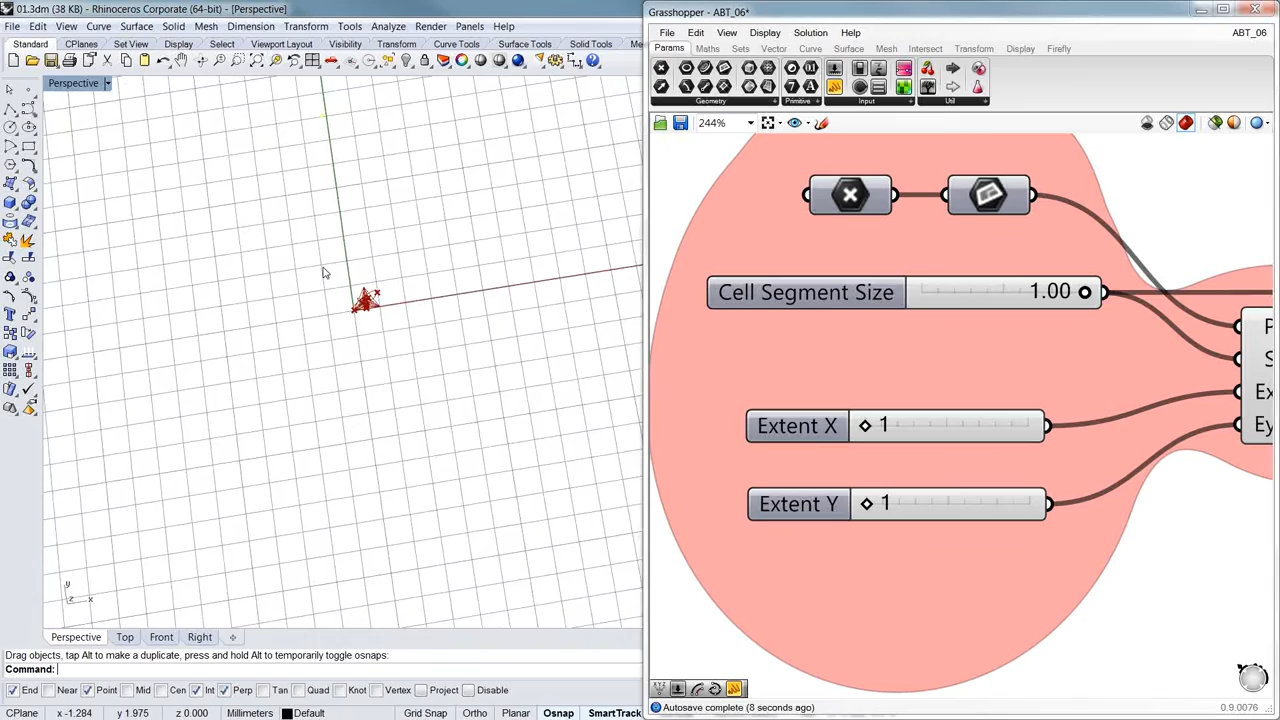 01.3dm (38 KB) - Rhinoceros Corporate (64-bit) - [Perspective]
File Edit View Curve Surface Solid Mesh Dimension Transform Tools Analyze Render Panels Help
Standard CPlanes Set View Display Select Viewport Layout Visibility Transform Curve Tools Surface Tools Solid Tools Me
Perspective
y
z x
Perspective Top Front Right
Drag objects, tap Alt to make a duplicate, press and hold Alt to temporarily toggle osnaps:
Command:
End Near Point Mid Cen Int Perp Tan Quad Knot Vertex Project Disable
CPlane x -1.284 y 1.975 z 0.000 Millimeters Default Grid Snap Ortho Planar Osnap SmartTrack
Grasshopper - ABT_06*
File Edit View Display Solution Help ABT_06
Params Maths Sets Vector Curve Surface Mesh Intersect Transform Display Firefly
Geometry Primitive Input Util
244%
Cell Segment Size 1.00
P
S
Extent X 1 Ex
Ey
Extent Y 1
Autosave complete (8 seconds ago) 0.9.0076